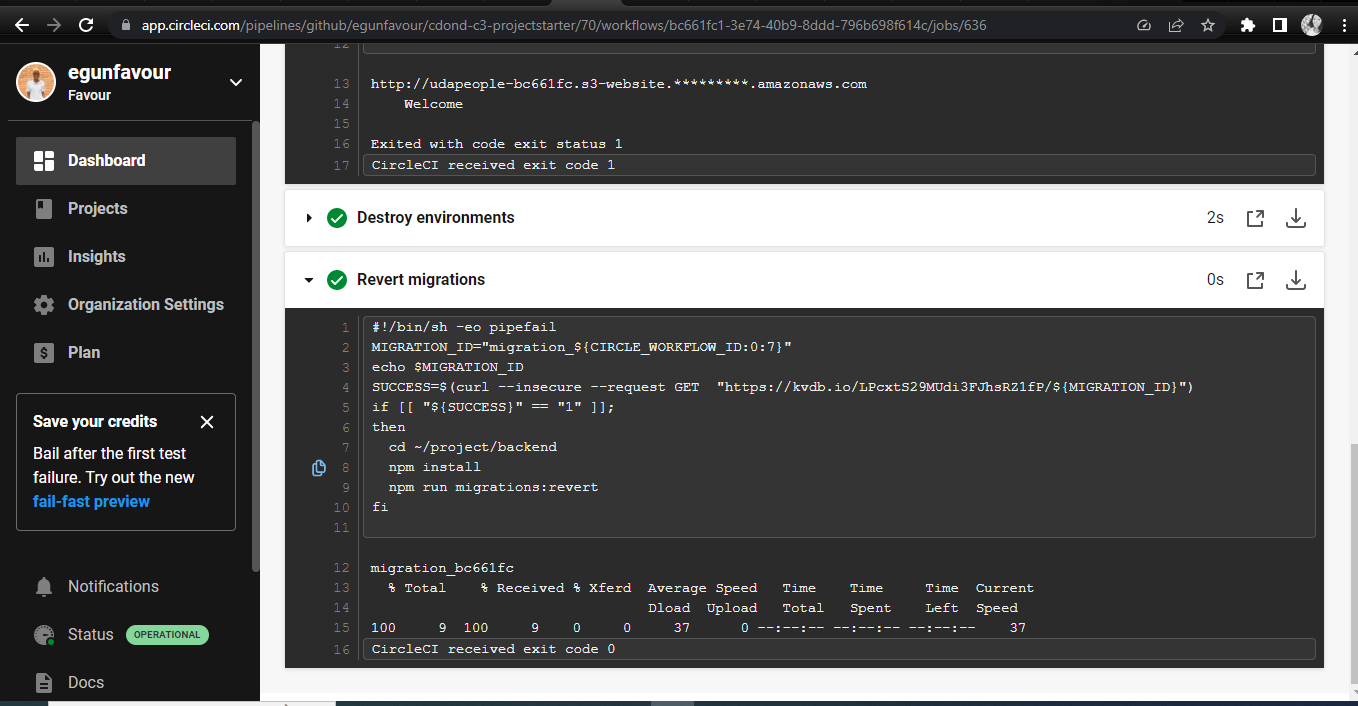 app.circleci.com/pipelines/github/egunfavour/cdond-c3-projectstarter/70/workflows/bc661fc1-3e74-40b9-8ddd-796b698f614c/jobs/636
egunfavour
Favour
Dashboard
Projects
Insights
Organization Settings
Plan
Save your credits
Bail after the first test
failure. Try out the new
fail-fast preview
Notifications
Status OPERATIONAL
Docs
12
13 http://udapeople-bc661fc.s3-website.*********.amazonaws.com
14 Welcome
15
16 Exited with code exit status 1
17 CircleCI received exit code 1
Destroy environments 2s
Revert migrations 0s
1 #!/bin/sh -eo pipefail
2 MIGRATION_ID="migration_${CIRCLE_WORKFLOW_ID:0:7}"
3 echo $MIGRATION_ID
4 SUCCESS=$(curl --insecure --request GET  "https://kvdb.io/LPcxtS29MUdi3FJhsRZ1fP/${MIGRATION_ID}")
5 if [[ "${SUCCESS}" == "1" ]];
6 then
7 cd ~/project/backend
8 npm install
9 npm run migrations:revert
10 fi
11
12 migration_bc661fc
13 % Total % Received % Xferd Average Speed Time Time Time Current
14 Dload Upload Total Spent Left Speed
15 100 9 100 9 0 0 37 0 --:--:-- --:--:-- --:--:-- 37
16 CircleCI received exit code 0